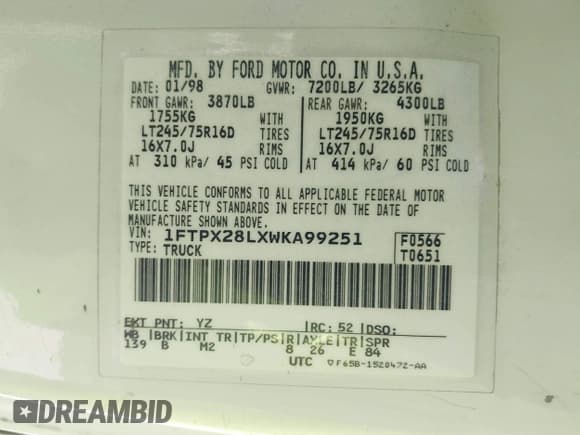 MFD. BY FORD MOTOR CO. IN U.S.A.
DATE: 01/98 GVWR: 7200LB/ 3265KG
FRONT GAWR: 3870LB REAR GAWR: 4300LB
1755KG WITH 1950KG WITH
LT245/75R16D TIRES LT245/75R16D TIRES
16X7.0J RIMS 16X7.0J RIMS
AT 310 kPa/ 45 PSI COLD AT 414 kPa/ 60 PSI COLD
THIS VEHICLE CONFORMS TO ALL APPLICABLE FEDERAL MOTOR
VEHICLE SAFETY STANDARDS IN EFFECT ON THE DATE OF
MANUFACTURE SHOWN ABOVE.
VIN: 1FTPX28LXWKA99251 F0566
TYPE: TRUCK T0651
EXT PNT: YZ RC: 52 DSO:
WB BRK INT TR TP/PS R AXLE TR SPR
139 B M2 8 26 E 84
UTC ▽F65B-1520472-AA
DREAMBID